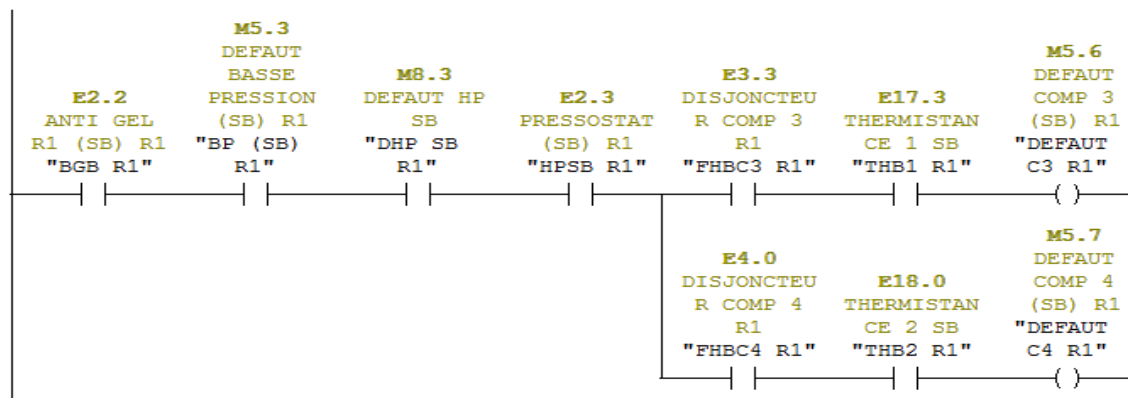 M5.3
DEFAUT
BASSE
PRESSION
(SB) R1
"BP (SB)
R1"
E2.2
ANTI GEL
R1 (SB) R1
"BGB R1"
M8.3
DEFAUT HP
SB
"DHP SB
R1"
E2.3
PRESSOSTAT
(SB) R1
"HPSB R1"
E3.3
DISJONCTEU
R COMP 3
R1
"FHBC3 R1"
E17.3
THERMISTAN
CE 1 SB
"THB1 R1"
M5.6
DEFAUT
COMP 3
(SB) R1
"DEFAUT
C3 R1"
E4.0
DISJONCTEU
R COMP 4
R1
"FHBC4 R1"
E18.0
THERMISTAN
CE 2 SB
"THB2 R1"
M5.7
DEFAUT
COMP 4
(SB) R1
"DEFAUT
C4 R1"